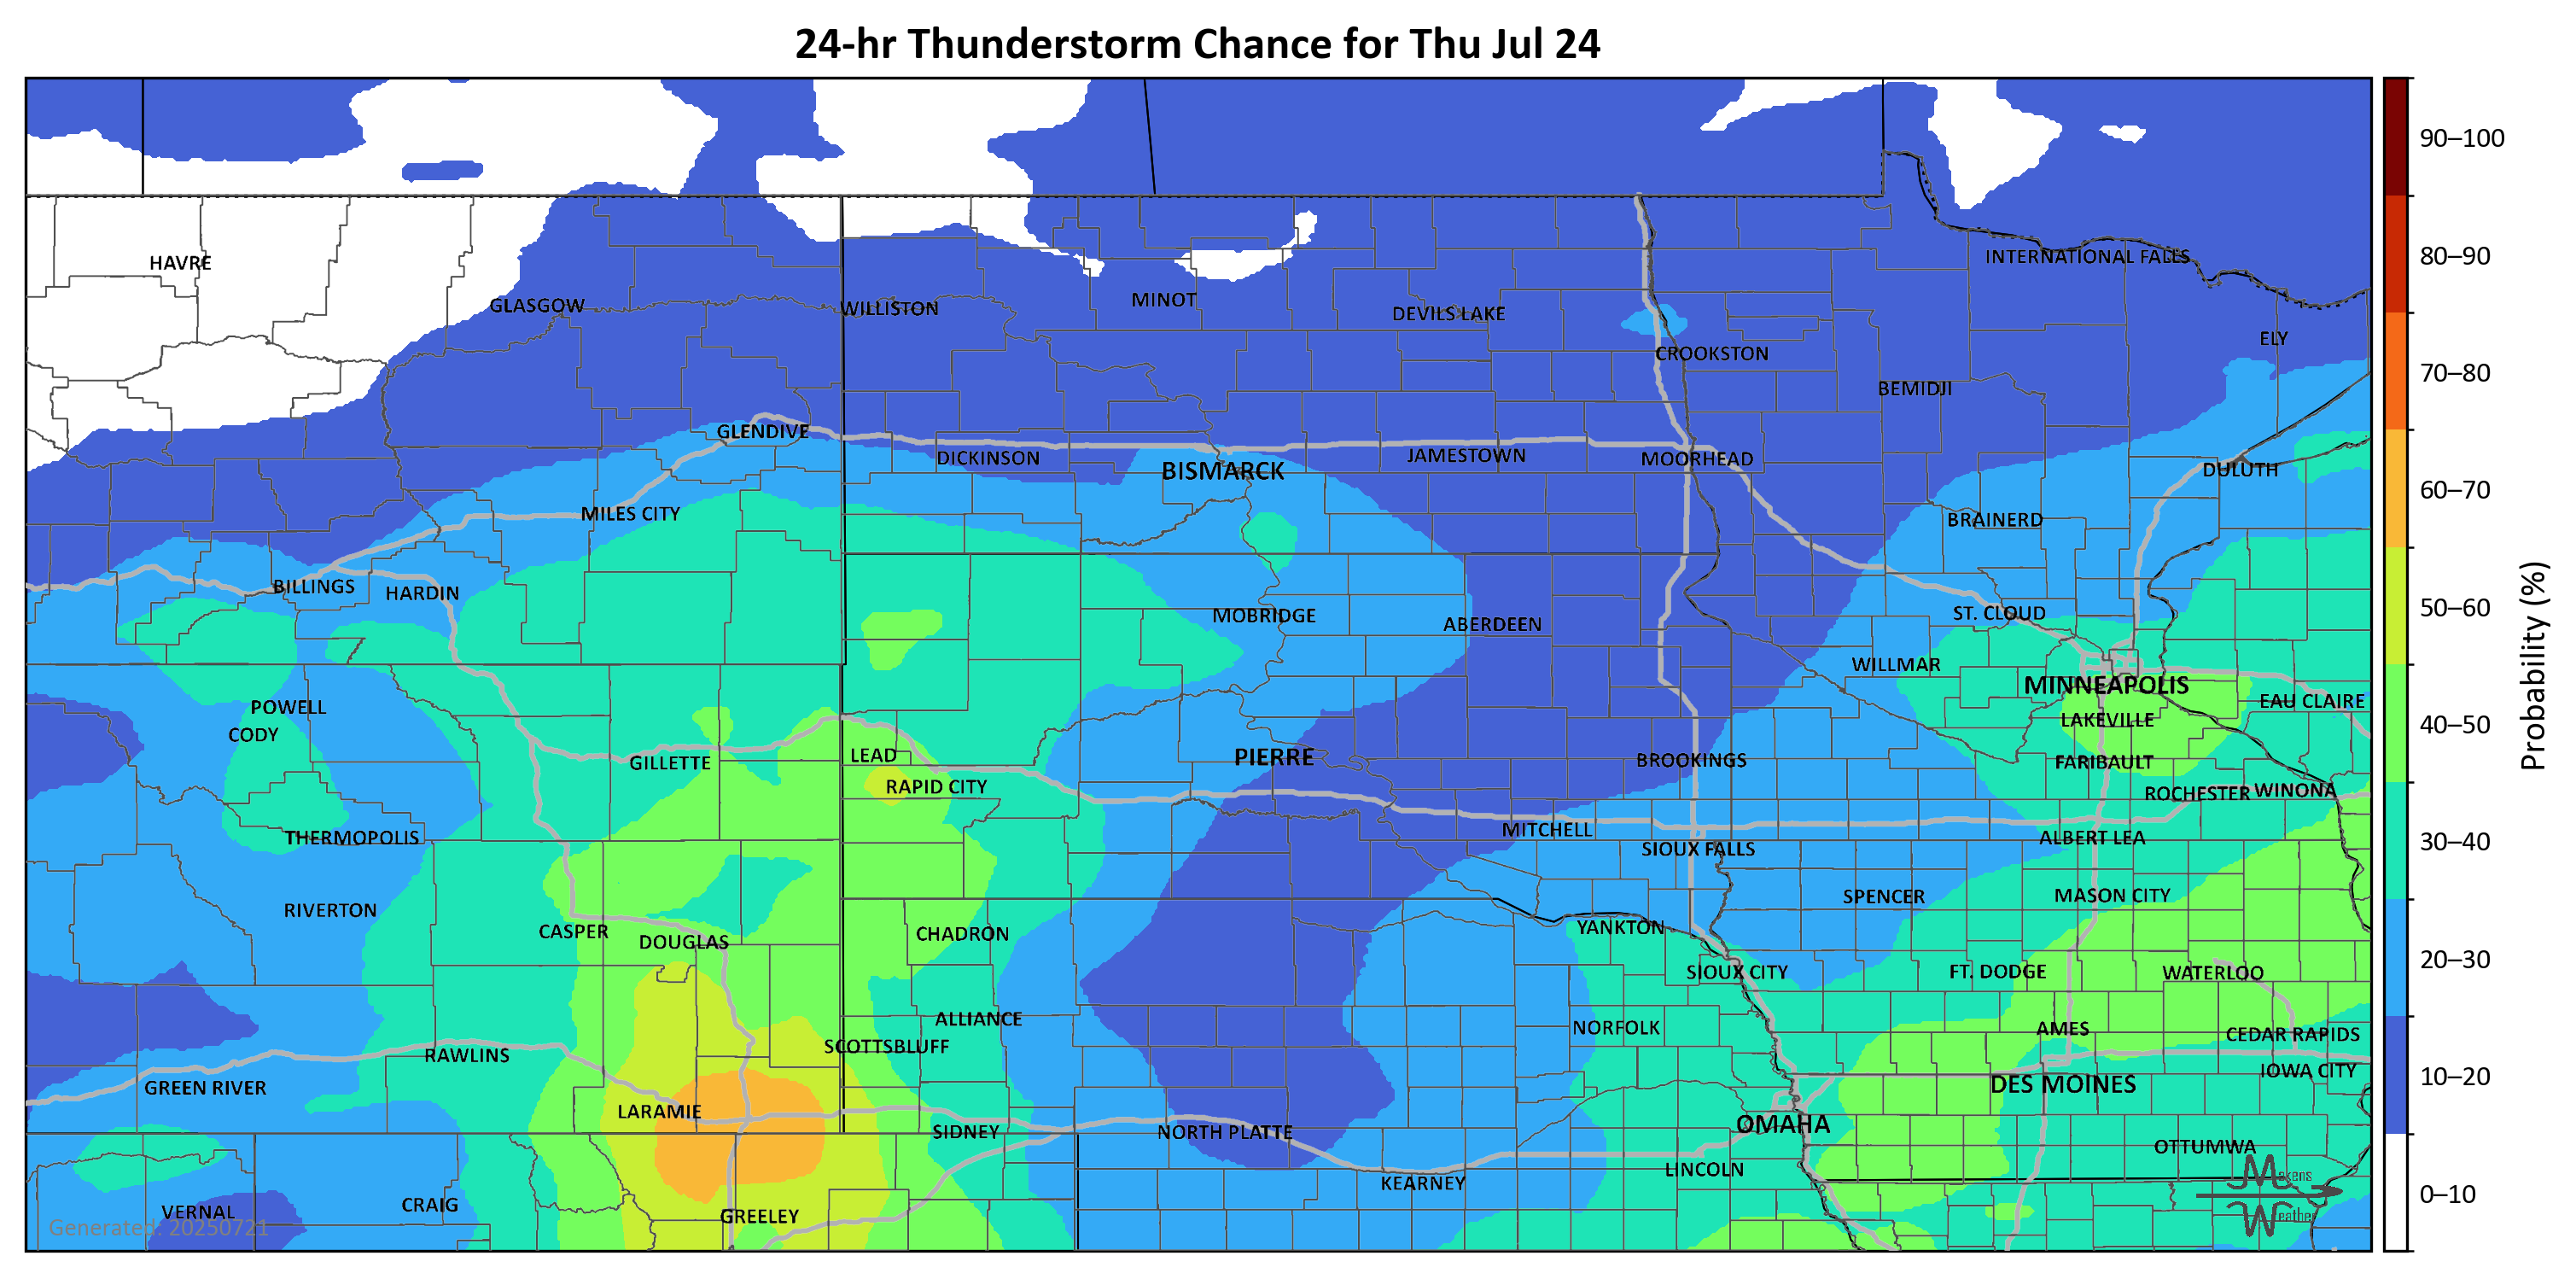 24-hr Thunderstorm Chance for Thu Jul 24
90–100
HAVRE
INTERNATIONAL FALLS
80–90
GLASGOW
WILLISTON
MINOT
DEVILS LAKE
ELY
CROOKSTON
70–80
BEMIDJI
GLENDIVE
DICKINSON
BISMARCK
JAMESTOWN
MOORHEAD
DULUTH
60–70
MILES CITY
BRAINERD
BILLINGS
HARDIN
MOBRIDGE
ABERDEEN
ST. CLOUD
50–60
WILLMAR
MINNEAPOLIS
EAU CLAIRE
Probability (%)
POWELL
CODY
LAKEVILLE
40–50
GILLETTE
LEAD
PIERRE
BROOKINGS
FARIBAULT
RAPID CITY
ROCHESTER
WINONA
THERMOPOLIS
MITCHELL
ALBERT LEA
30–40
SIOUX FALLS
RIVERTON
SPENCER
MASON CITY
CASPER
DOUGLAS
CHADRON
YANKTON
20–30
SIOUX CITY
FT. DODGE
WATERLOO
ALLIANCE
NORFOLK
AMES
CEDAR RAPIDS
RAWLINS
SCOTTSBLUFF
IOWA CITY
10–20
GREEN RIVER
DES MOINES
LARAMIE
SIDNEY
NORTH PLATTE
OMAHA
OTTUMWA
LINCOLN
KEARNEY
Makens
Weather
0–10
VERNAL
CRAIG
GREELEY
Generated: 20250721